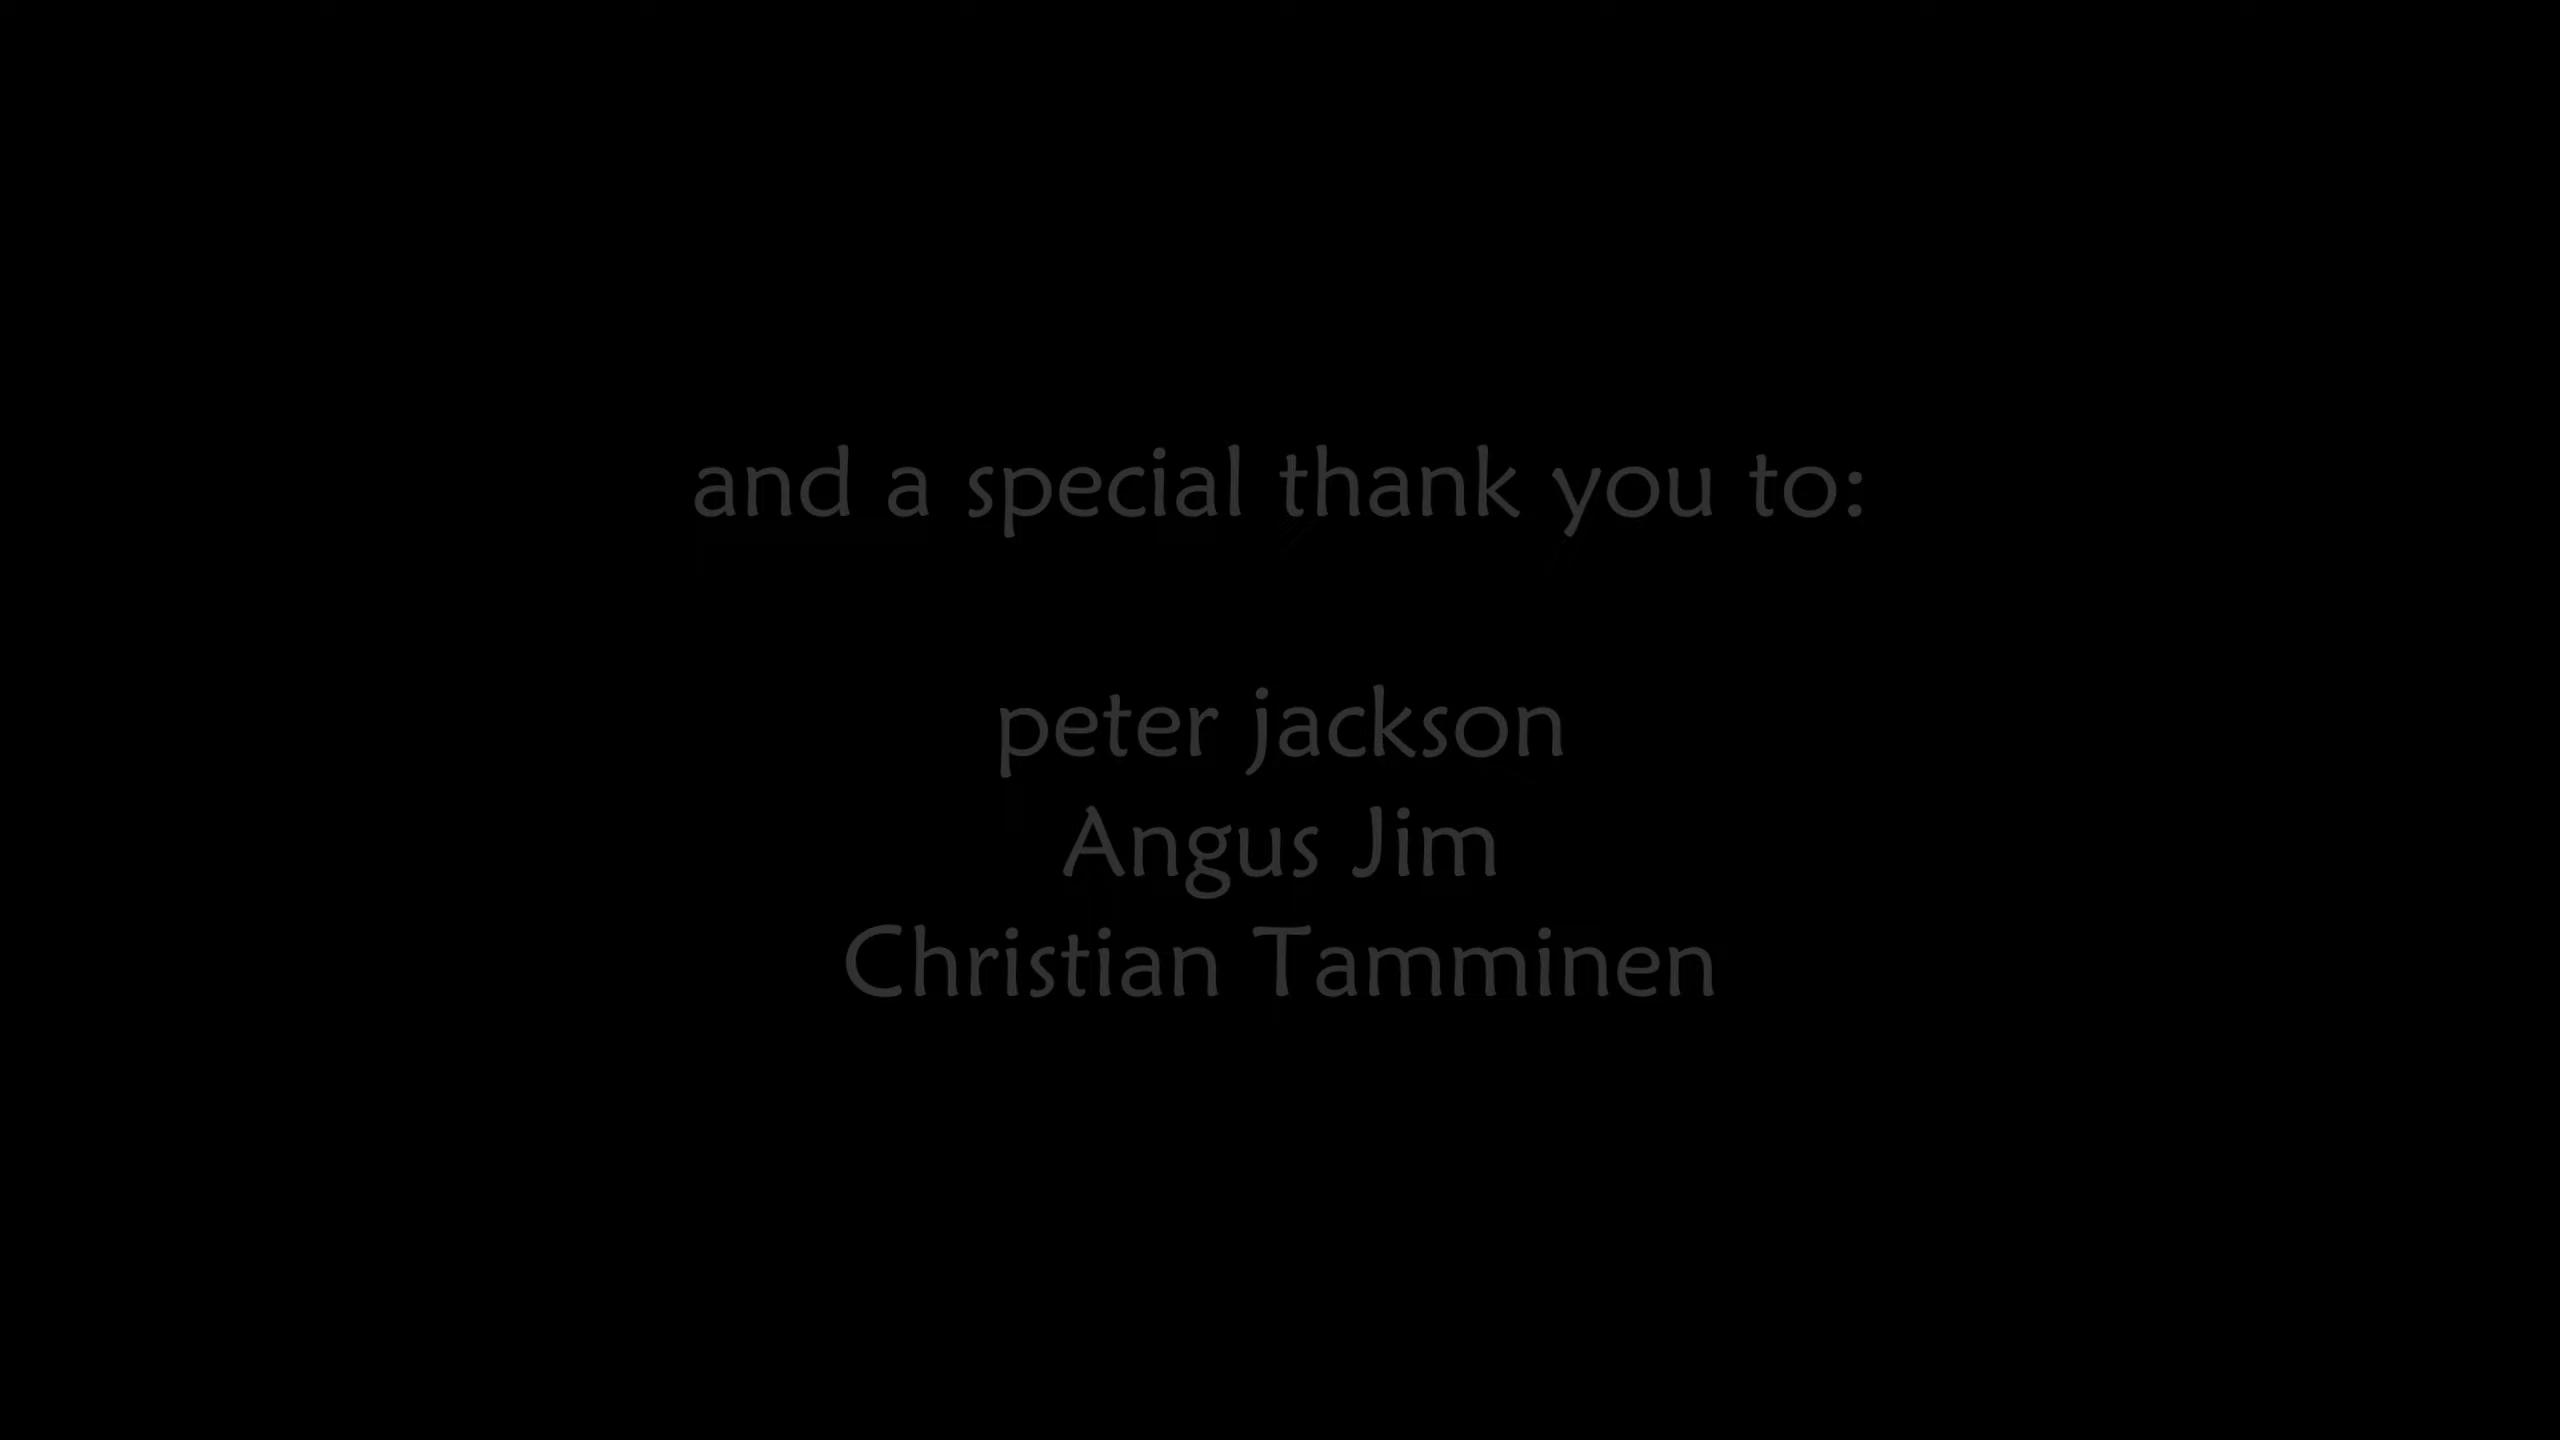 and a special thank you to:
peter jackson
Angus Jim
Christian Tamminen